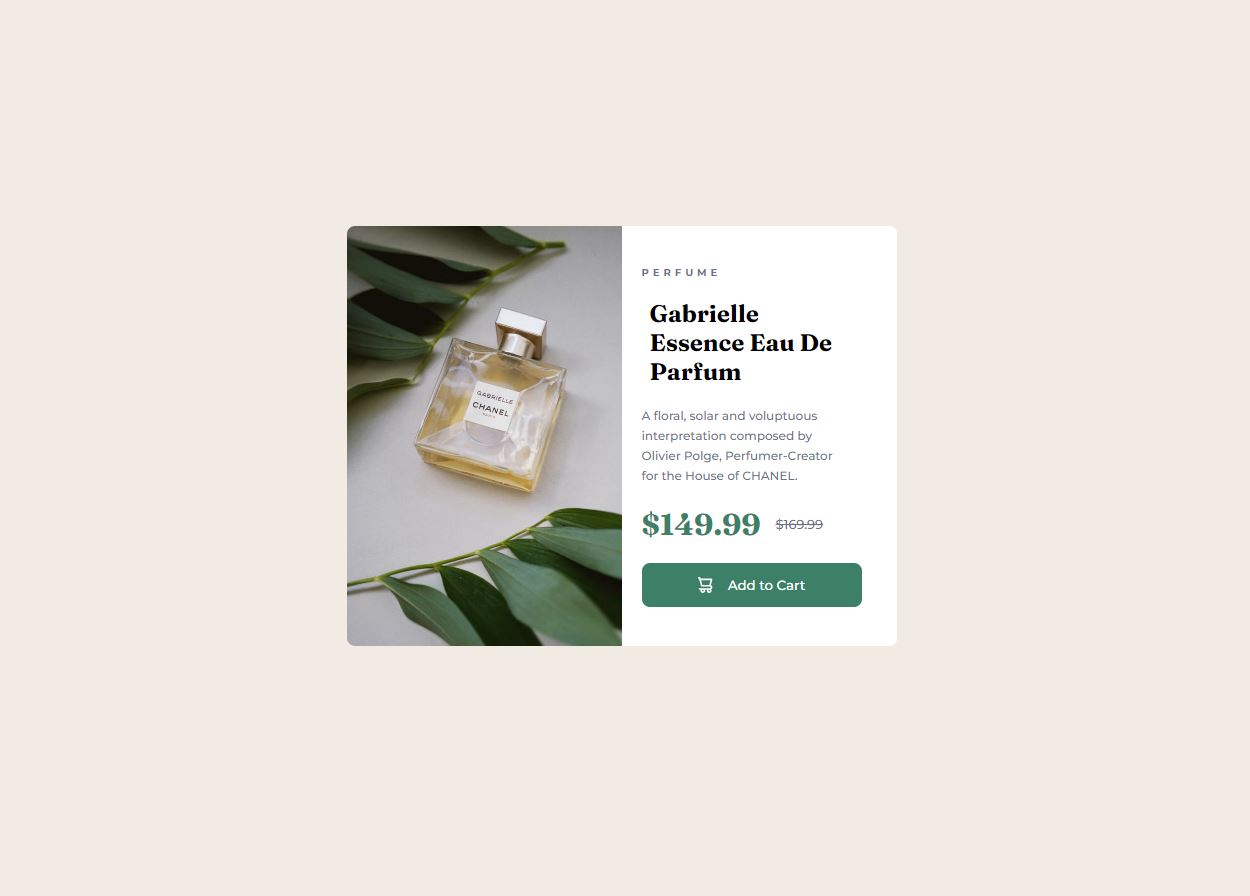 GABRIELLE
CHANEL
PARIS
PERFUME
Gabrielle
Essence Eau De
Parfum
A floral, solar and voluptuous
interpretation composed by
Olivier Polge, Perfumer-Creator
for the House of CHANEL.
$149.99 $169.99
Add to Cart